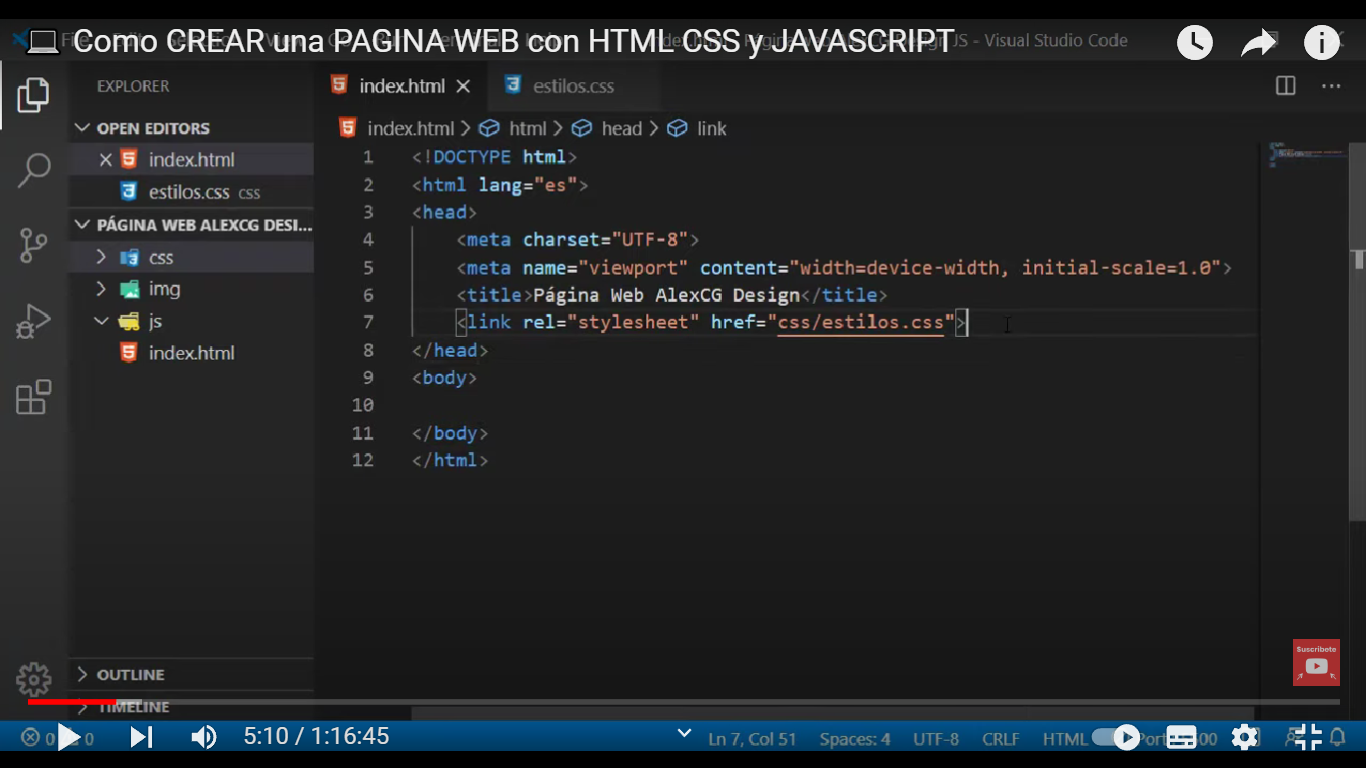 Como CREAR una PAGINA WEB con HTML CSS y JAVASCRIPT
JS - Visual Studio Code
EXPLORER
index.html
estilos.css
OPEN EDITORS
index.html > html > head > link
index.html
estilos.css css
PÁGINA WEB ALEXCG DESI...
css
img
js
index.html
1 <!DOCTYPE html>
2 <html lang="es">
3 <head>
4 <meta charset="UTF-8">
5 <meta name="viewport" content="width=device-width, initial-scale=1.0">
6 <title>Página Web AlexCG Design</title>
7 <link rel="stylesheet" href="css/estilos.css">
8 </head>
9 <body>
10
11 </body>
12 </html>
Suscribete
OUTLINE
TIMELINE
5:10 / 1:16:45
Ln 7, Col 51
Spaces: 4
UTF-8
CRLF
HTML